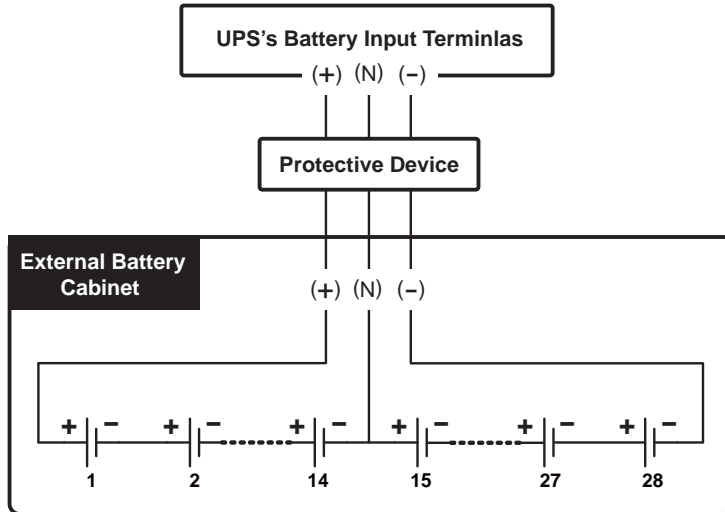 UPS's Battery Input Terminlas
(+) (N) (−)
Protective Device
External Battery
Cabinet
(+) (N) (−)
+ − + − + − + − + − + −
1 2 14 15 27 28